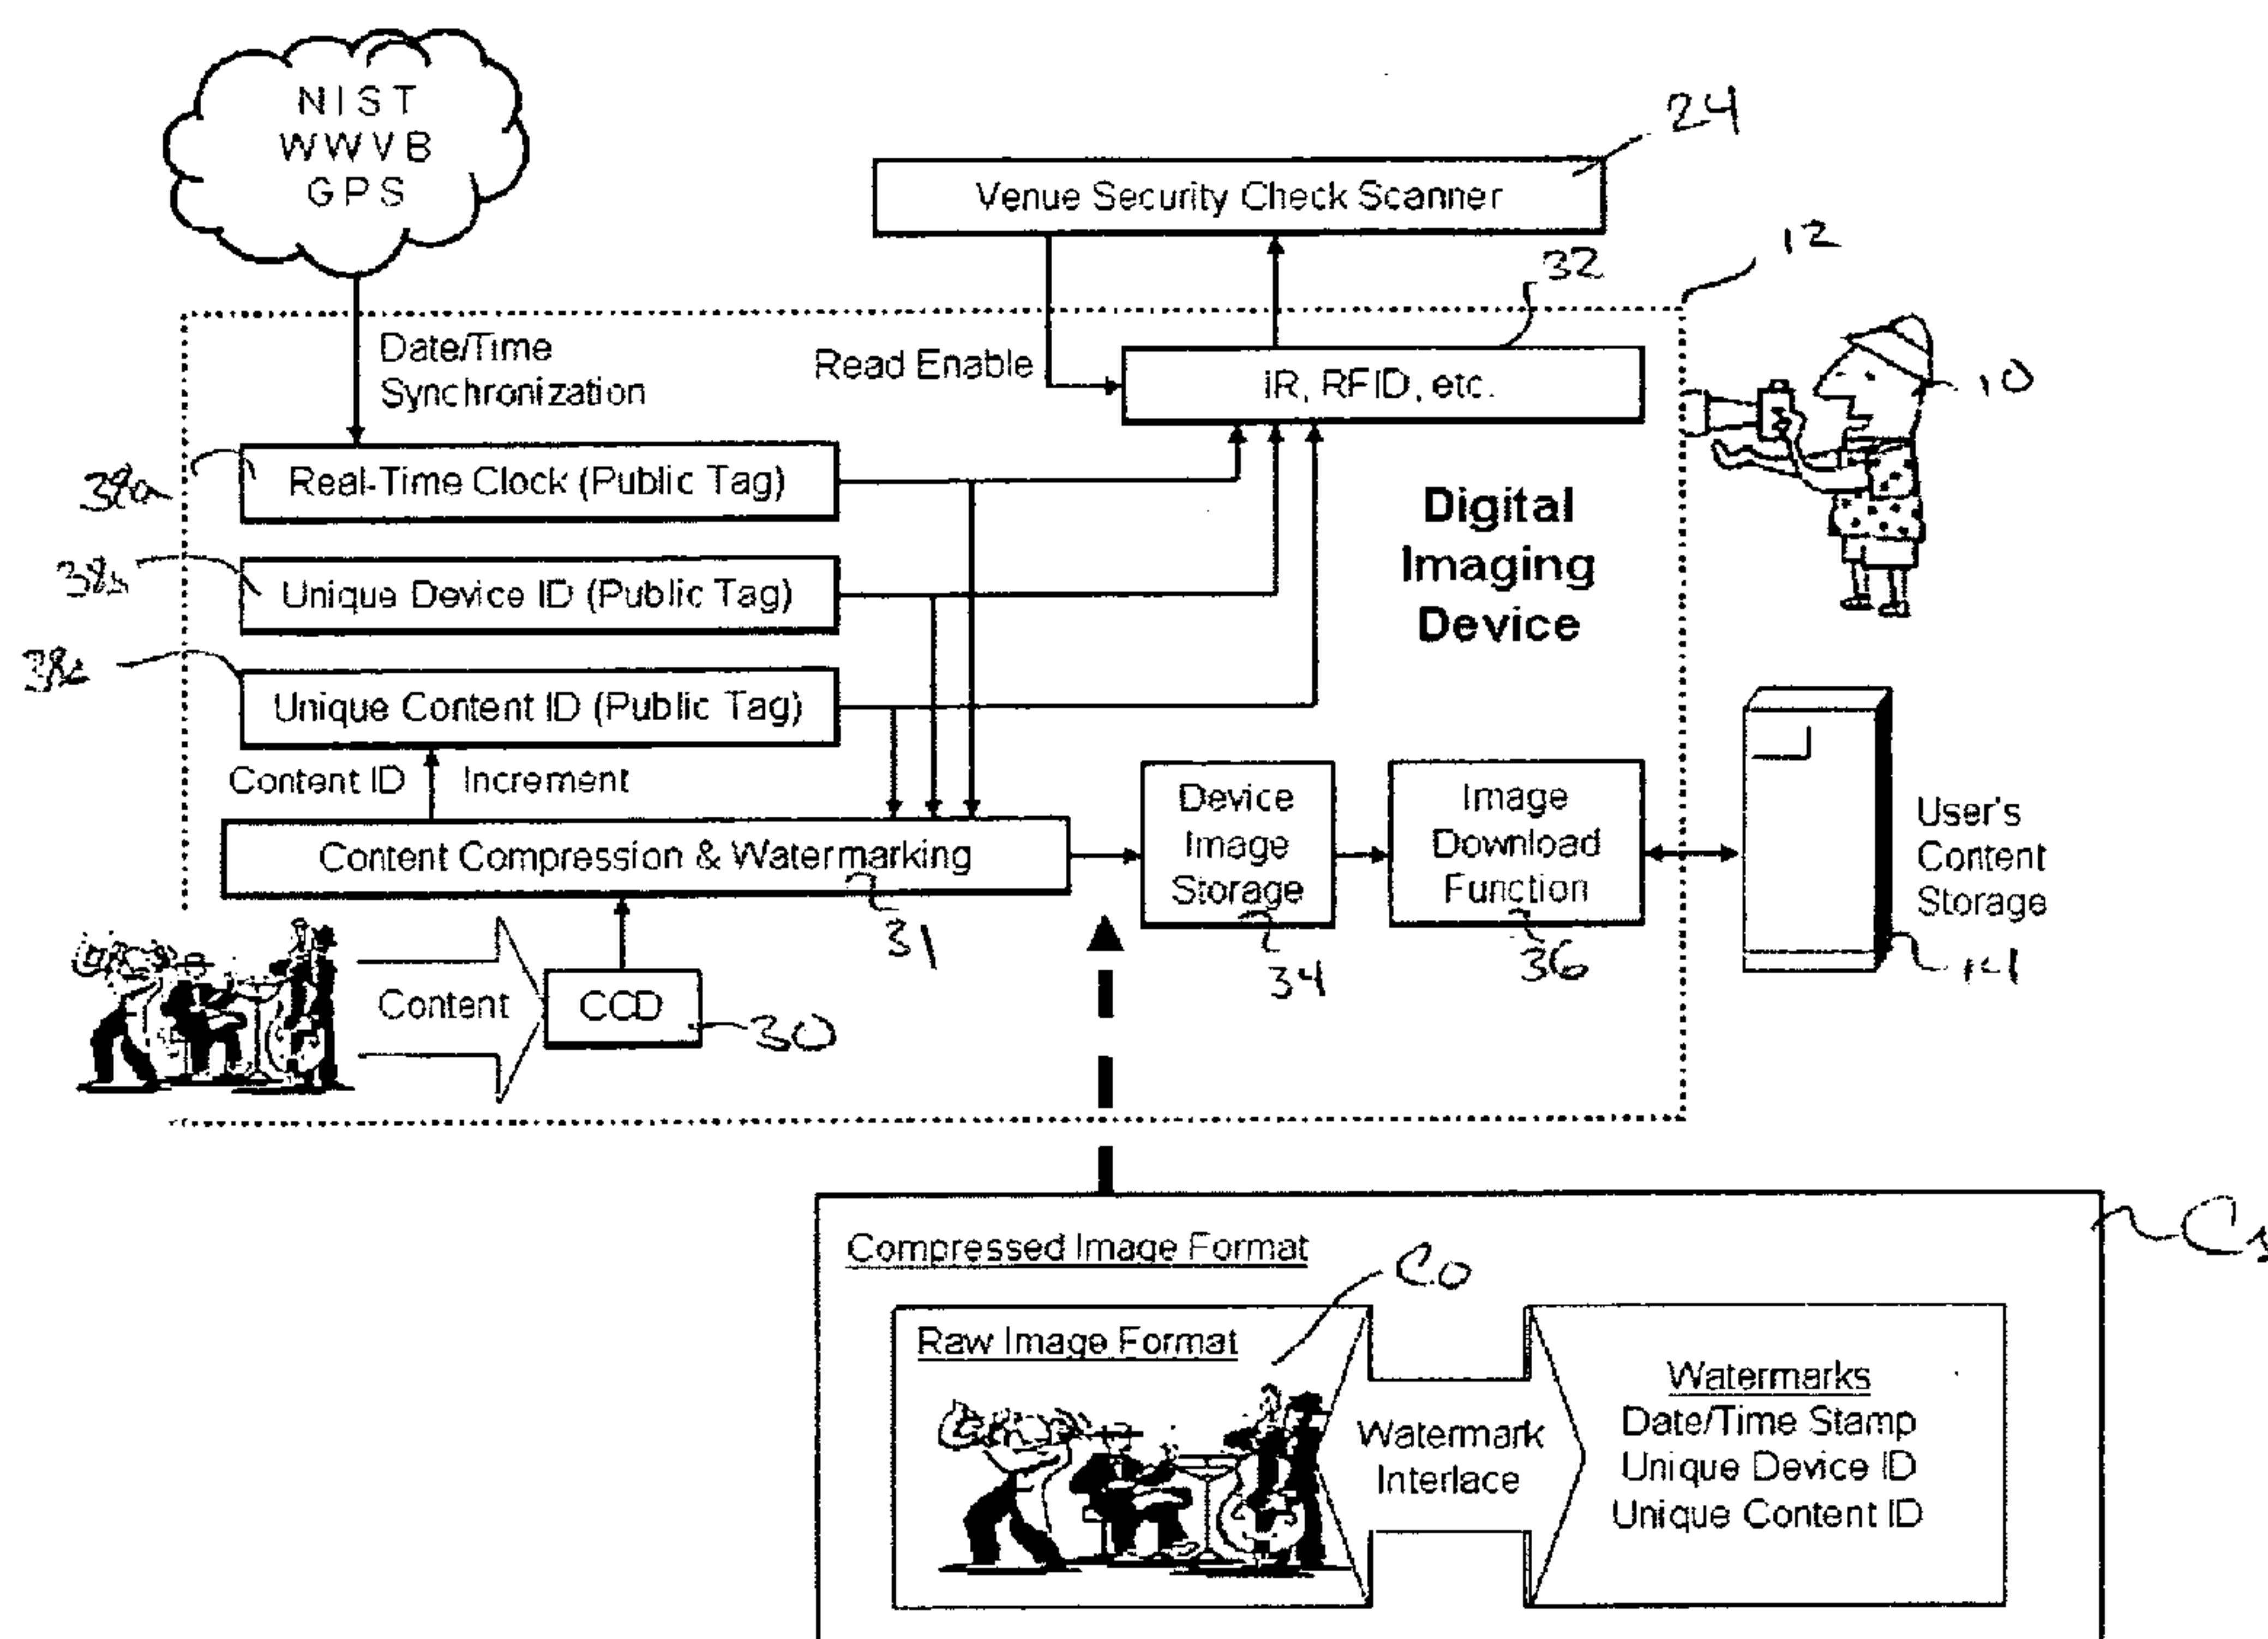 NIST
WWVB
GPS
24
Venue Security Check Scanner
12
32
Date/Time
Synchronization
Read Enable
IR, RFID, etc.
10
38a
Real-Time Clock (Public Tag)
Digital
Imaging
Device
38b
Unique Device ID (Public Tag)
38c
Unique Content ID (Public Tag)
Content ID
Increment
Content Compression & Watermarking
31
Device
Image
Storage
34
Image
Download
Function
36
User's
Content
Storage
14
Content
CCD
30
Compressed Image Format
Co
Raw Image Format
Watermark
Interlace
Watermarks
Date/Time Stamp
Unique Device ID
Unique Content ID